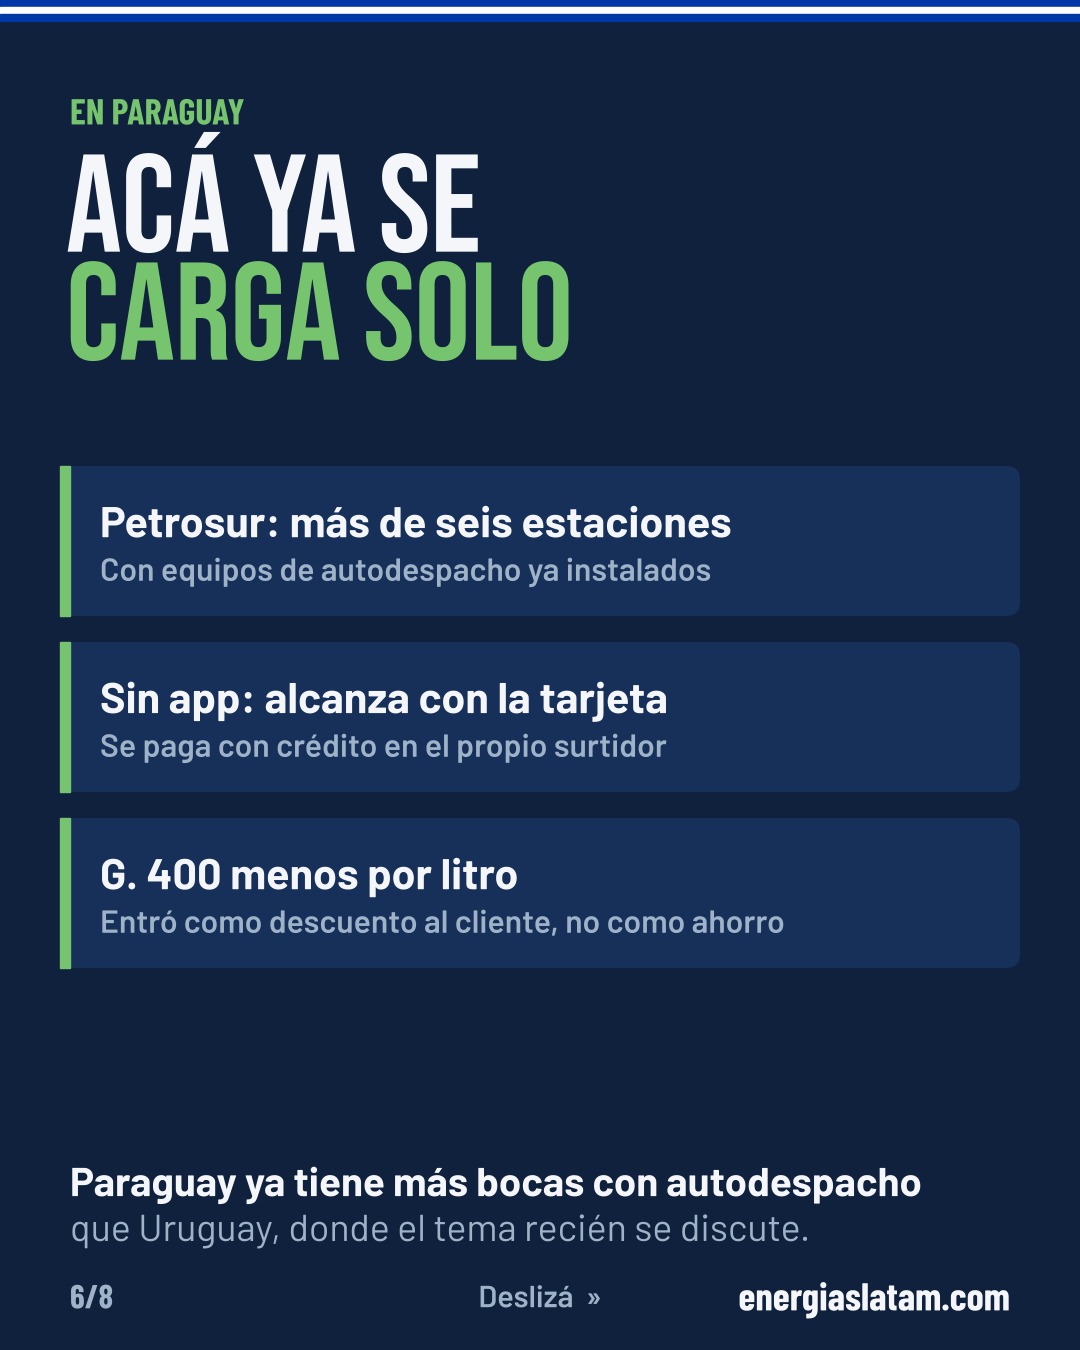 EN PARAGUAY
ACÁ YA SE
CARGA SOLO
Petrosur: más de seis estaciones
Con equipos de autodespacho ya instalados
Sin app: alcanza con la tarjeta
Se paga con crédito en el propio surtidor
G. 400 menos por litro
Entró como descuento al cliente, no como ahorro
Paraguay ya tiene más bocas con autodespacho
que Uruguay, donde el tema recién se discute.
6/8 Deslizá » energiaslatam.com